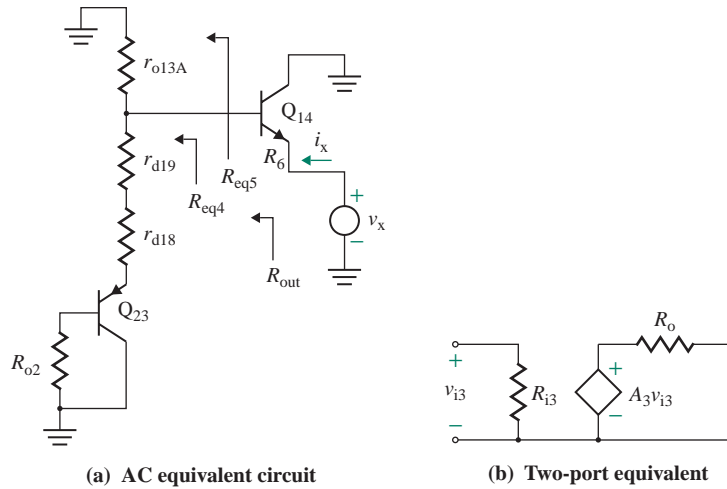 r_o13A
Q_14
i_x
R_6
r_d19
R_eq5
R_eq4
+
v_x
−
r_d18
R_out
Q_23
R_o2
R_o
+
v_i3
−
R_i3
+
A_3v_i3
−
(a) AC equivalent circuit
(b) Two-port equivalent